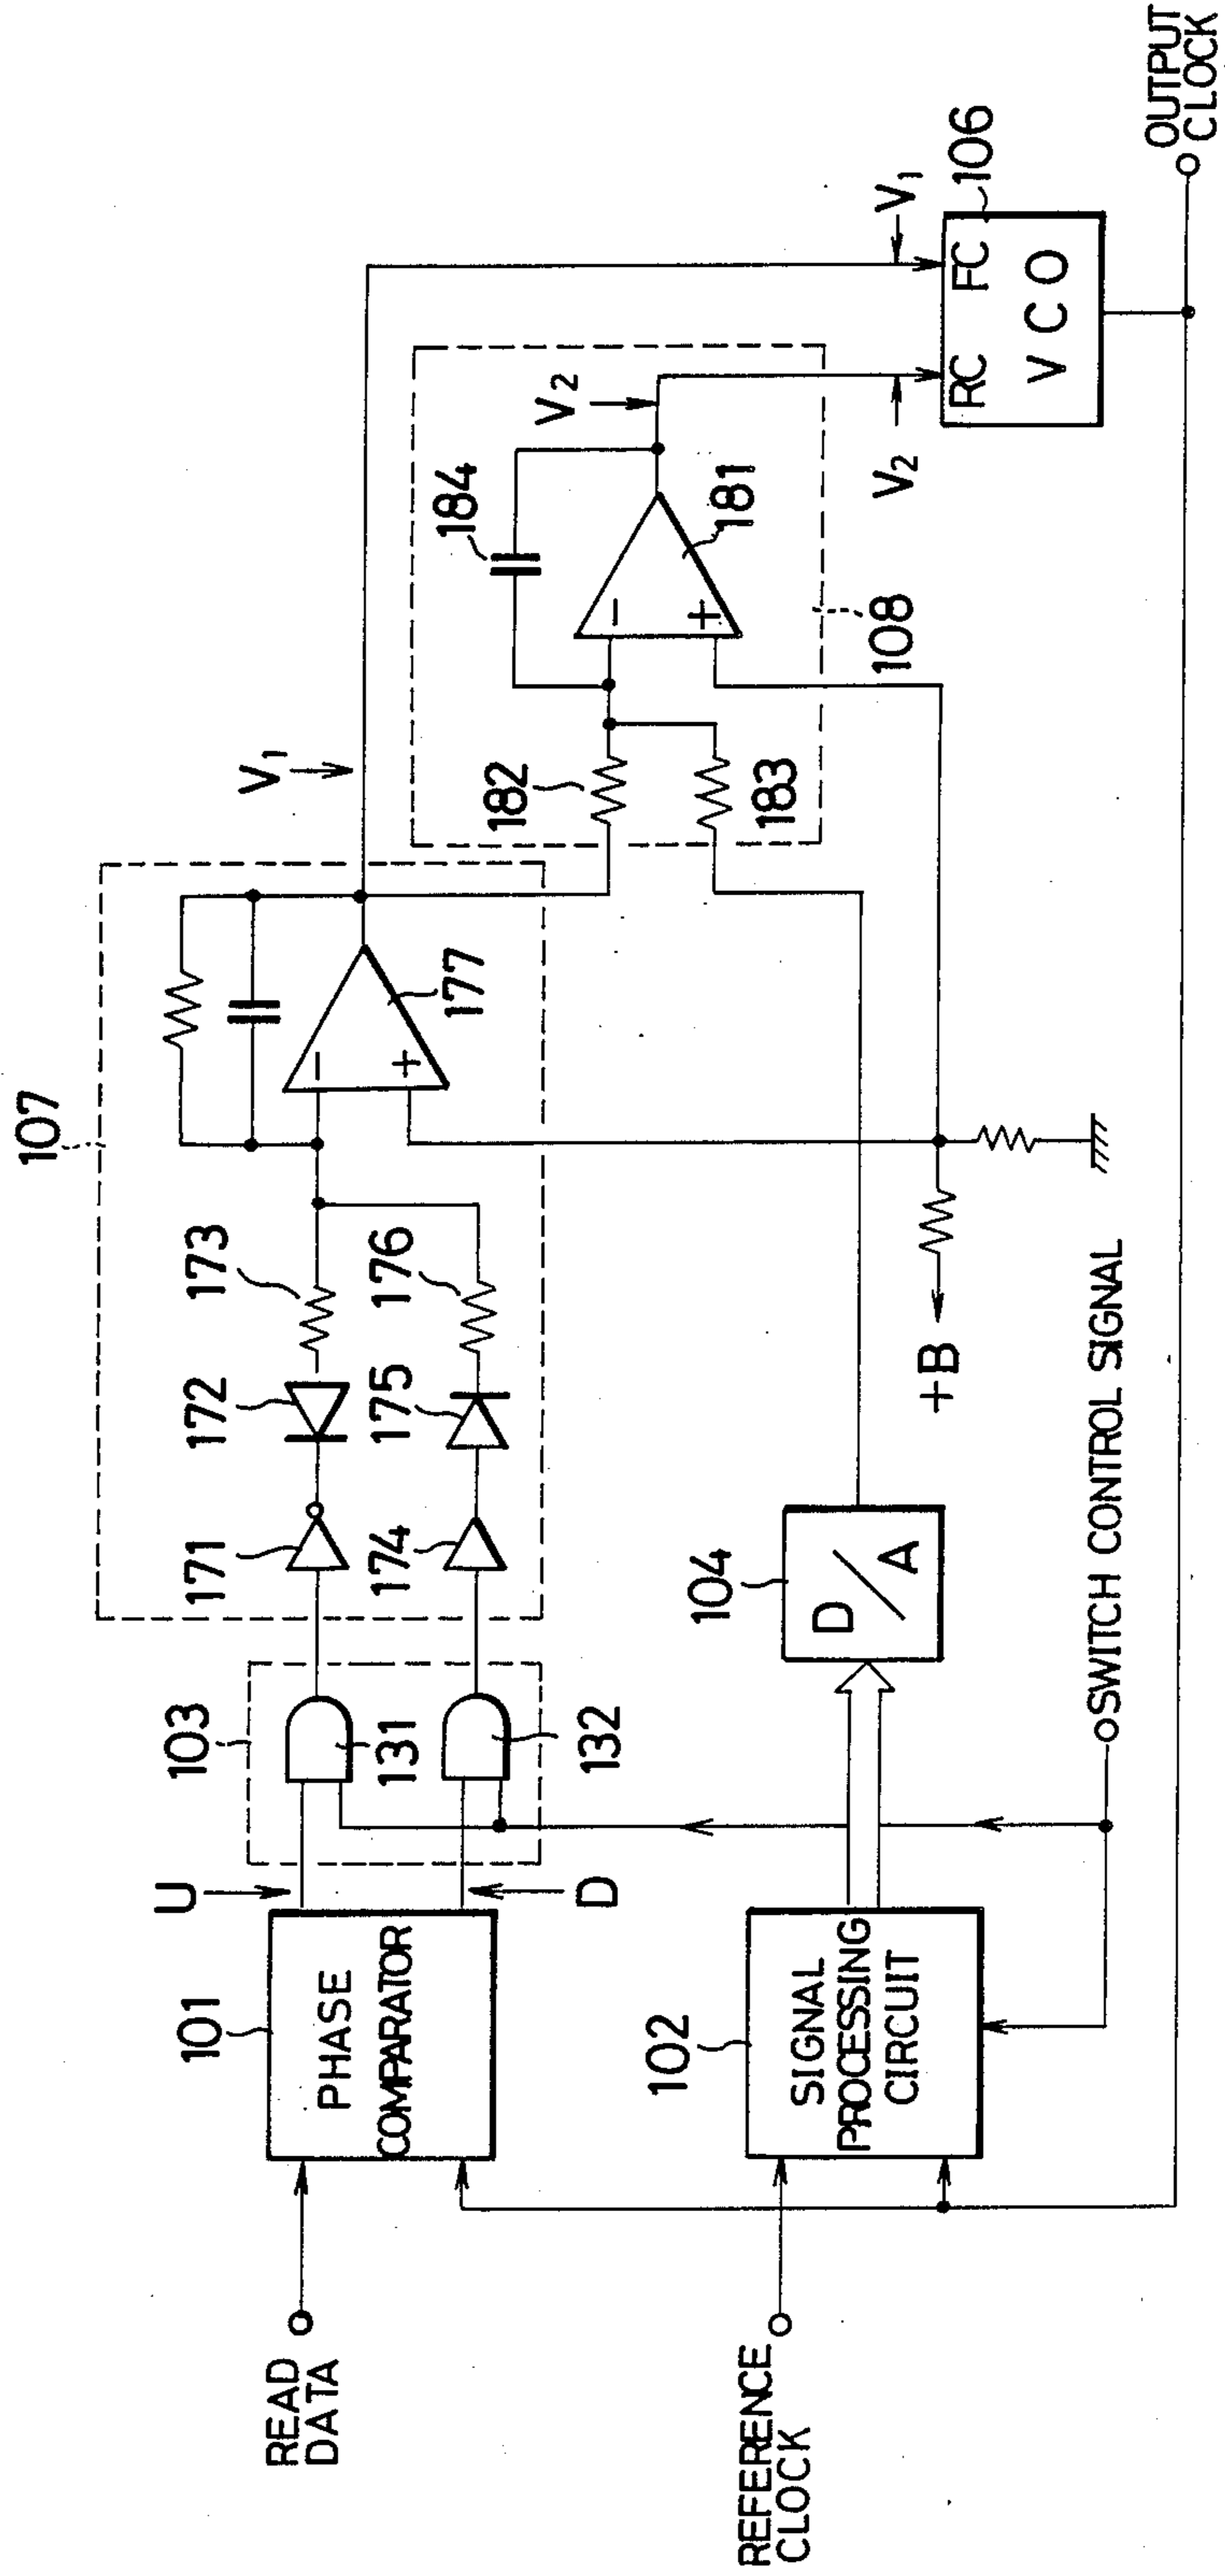 107
103
101
U
D
PHASE
COMPARATOR
READ
DATA
131
132
171
172
173
174
175
176
177
V1
184
V2
182
183
181
108
V2
V1
RC FC
VCO
106
OUTPUT
CLOCK
104
D/A
+B
102
SIGNAL
PROCESSING
CIRCUIT
REFERENCE
CLOCK
SWITCH CONTROL SIGNAL
− +
− +